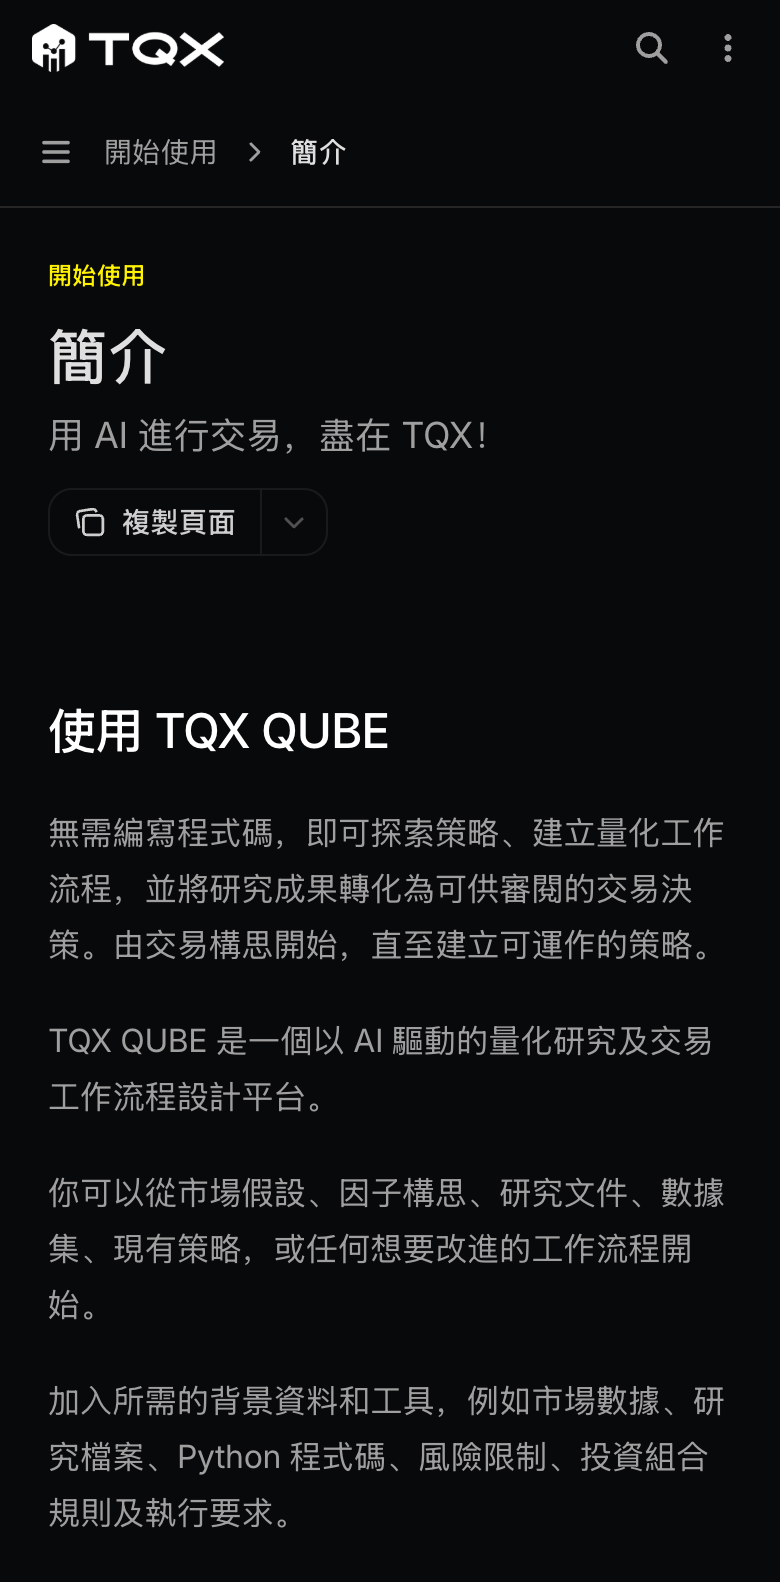 TQX
開始使用 > 簡介
開始使用
簡介
用 AI 進行交易，盡在 TQX！
複製頁面
使用 TQX QUBE
無需編寫程式碼，即可探索策略、建立量化工作
流程，並將研究成果轉化為可供審閱的交易決
策。由交易構思開始，直至建立可運作的策略。
TQX QUBE 是一個以 AI 驅動的量化研究及交易
工作流程設計平台。
你可以從市場假設、因子構思、研究文件、數據
集、現有策略，或任何想要改進的工作流程開
始。
加入所需的背景資料和工具，例如市場數據、研
究檔案、Python 程式碼、風險限制、投資組合
規則及執行要求。